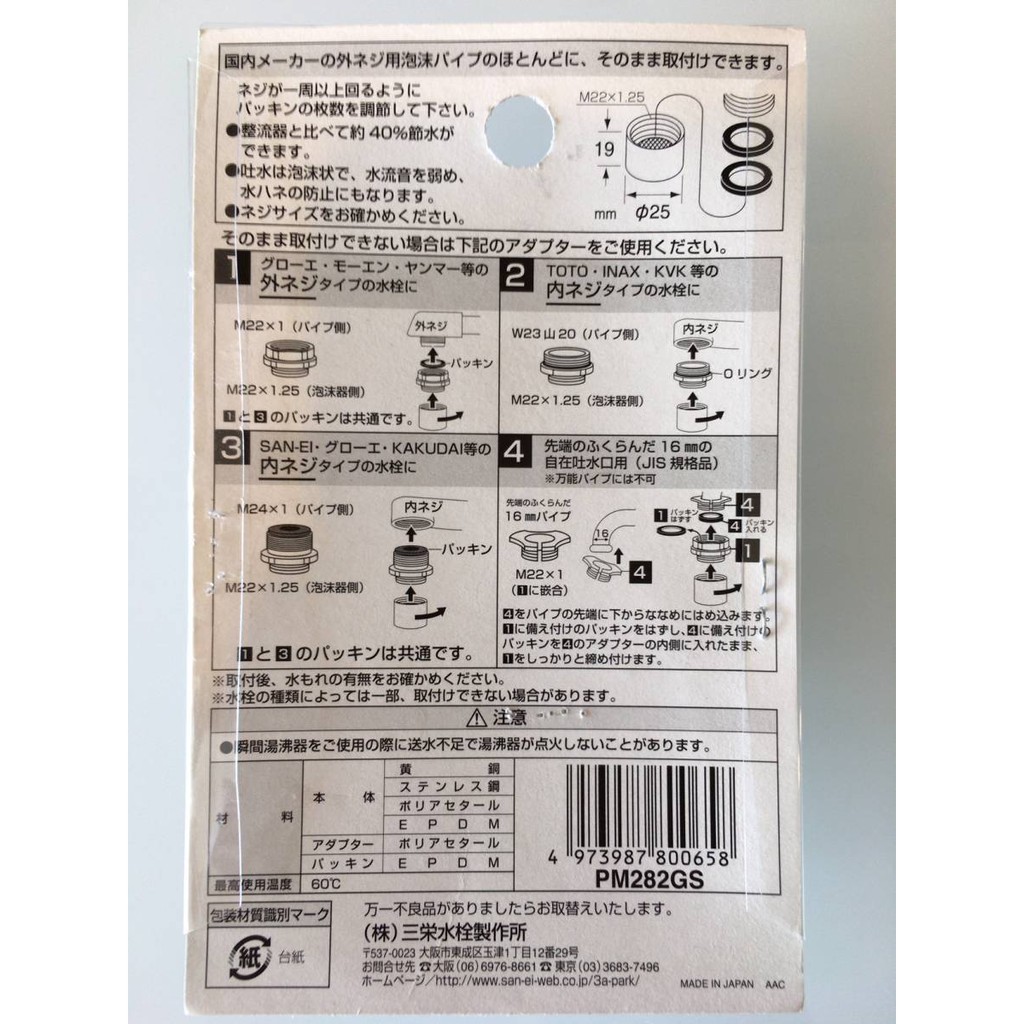 国内メーカーの外ネジ用泡沫パイプのほとんどに、そのまま取付けできます。
ネジが一周以上回るように
パッキンの枚数を調節して下さい。
●整流器と比べて約40%節水が
できます。
●吐水は泡沫状で、水流音を弱め、
水ハネの防止にもなります。
●ネジサイズをお確かめください。
M22×1.25
19
mm
φ25
そのまま取付けできない場合は下記のアダプターをご使用ください。
1 グローエ・モーエン・ヤンマー等の
外ネジタイプの水栓に
M22×1（パイプ側）
外ネジ
パッキン
M22×1.25（泡沫器側）
1と3のパッキンは共通です。
2 TOTO・INAX・KVK等の
内ネジタイプの水栓に
W23山20（パイプ側）
内ネジ
Oリング
M22×1.25（泡沫器側）
3 SAN-EI・グローエ・KAKUDAI等の
内ネジタイプの水栓に
M24×1（パイプ側）
内ネジ
パッキン
M22×1.25（泡沫器側）
1と3のパッキンは共通です。
4 先端のふくらんだ16㎜の
自在吐水口用（JIS規格品）
※万能パイプには不可
先端のふくらんだ
16㎜パイプ
M22×1
（1に嵌合）
16
4
1 パッキン
はずす
4
4 パッキン
入れる
1
4をパイプの先端に下からななめにはめ込みます。
1に備え付けのパッキンをはずし、4に備え付けの
パッキンを4のアダプターの内側に入れたまま、
1をしっかりと締め付けます。
※取付後、水もれの有無をお確かめください。
※水栓の種類によっては一部、取付けできない場合があります。
⚠注意
●瞬間湯沸器をご使用の際に送水不足で湯沸器が点火しないことがあります。
材料
本体
黄銅
ステンレス鋼
ポリアセタール
EPDM
アダプター ポリアセタール
パッキン EPDM
最高使用温度 60℃
4 973987 800658
PM282GS
包装材質識別マーク
紙 台紙
万一不良品がありましたらお取替えいたします。
（株）三栄水栓製作所
〒537-0023 大阪市東成区玉津1丁目12番29号
お問合せ先 ☎大阪(06)6976-8661 ☎東京(03)3683-7496
ホームページ/http://www.san-ei-web.co.jp/3a-park/
MADE IN JAPAN AAC